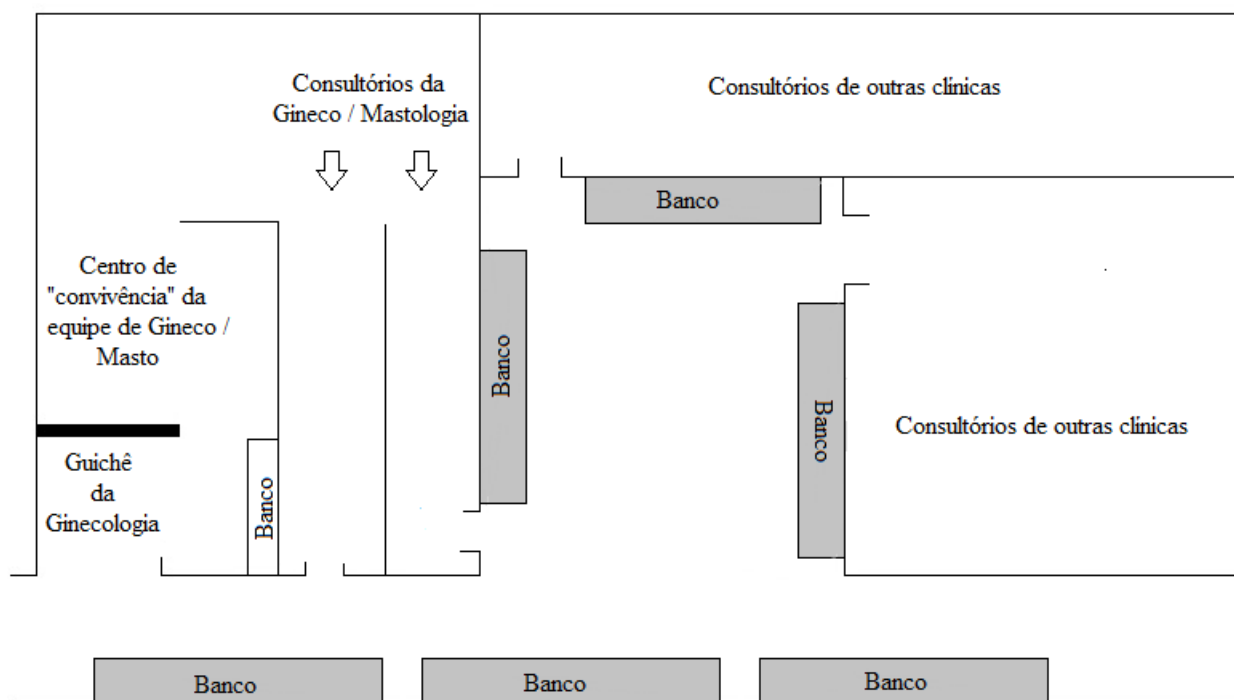 Consultórios da
Gineco / Mastologia
Consultórios de outras clínicas
Banco
Centro de
"convivência" da
equipe de Gineco /
Masto
Banco
Banco
Consultórios de outras clínicas
Guichê
da
Ginecologia
Banco
Banco
Banco
Banco